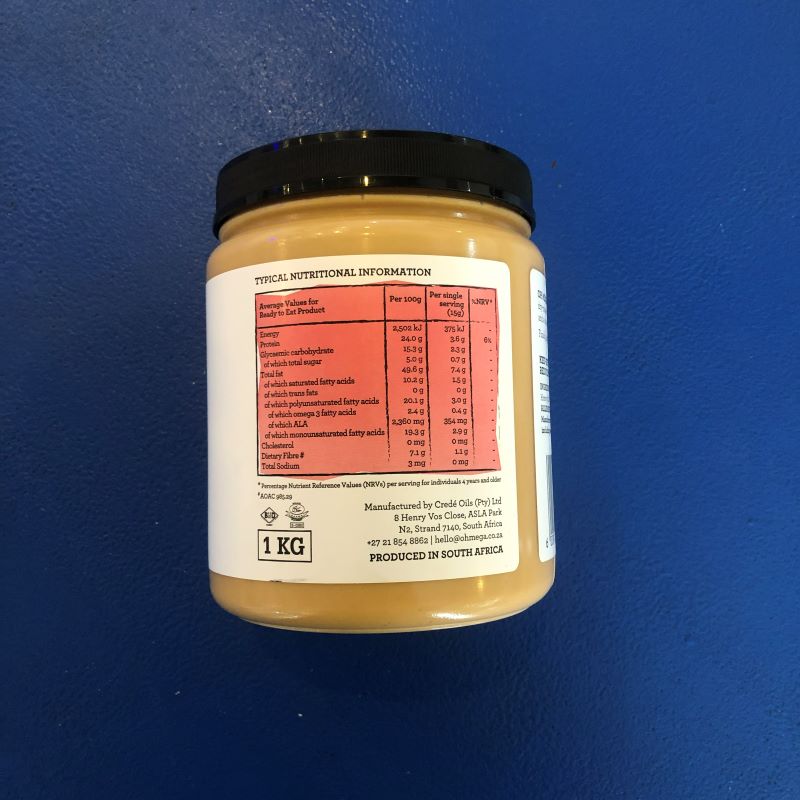 TYPICAL NUTRITIONAL INFORMATION
Average Values for Ready to Eat Product Per 100g Per single serving (15g) %NRV*
Energy 2,502 kJ 375 kJ -
Protein 24.0 g 3.6 g 6%
Glycaemic carbohydrate 15.3 g 2.3 g -
of which total sugar 5.0 g 0.7 g -
Total fat 49.6 g 7.4 g -
of which saturated fatty acids 10.2 g 1.5 g -
of which trans fats 0 g 0 g -
of which polyunsaturated fatty acids 20.1 g 3.0 g -
of which omega 3 fatty acids 2.4 g 0.4 g -
of which ALA 2,360 mg 354 mg -
of which monounsaturated fatty acids 19.3 g 2.9 g -
Cholesterol 0 mg 0 mg -
Dietary Fibre # 7.1 g 1.1 g -
Total Sodium 3 mg 0 mg -
* Percentage Nutrient Reference Values (NRVs) per serving for individuals 4 years and older
# AOAC 985.29
Manufactured by Credé Oils (Pty) Ltd
8 Henry Vos Close, ASLA Park
N2, Strand 7140, South Africa
+27 21 854 8862 | hello@ohmega.co.za
PRODUCED IN SOUTH AFRICA
1 KG